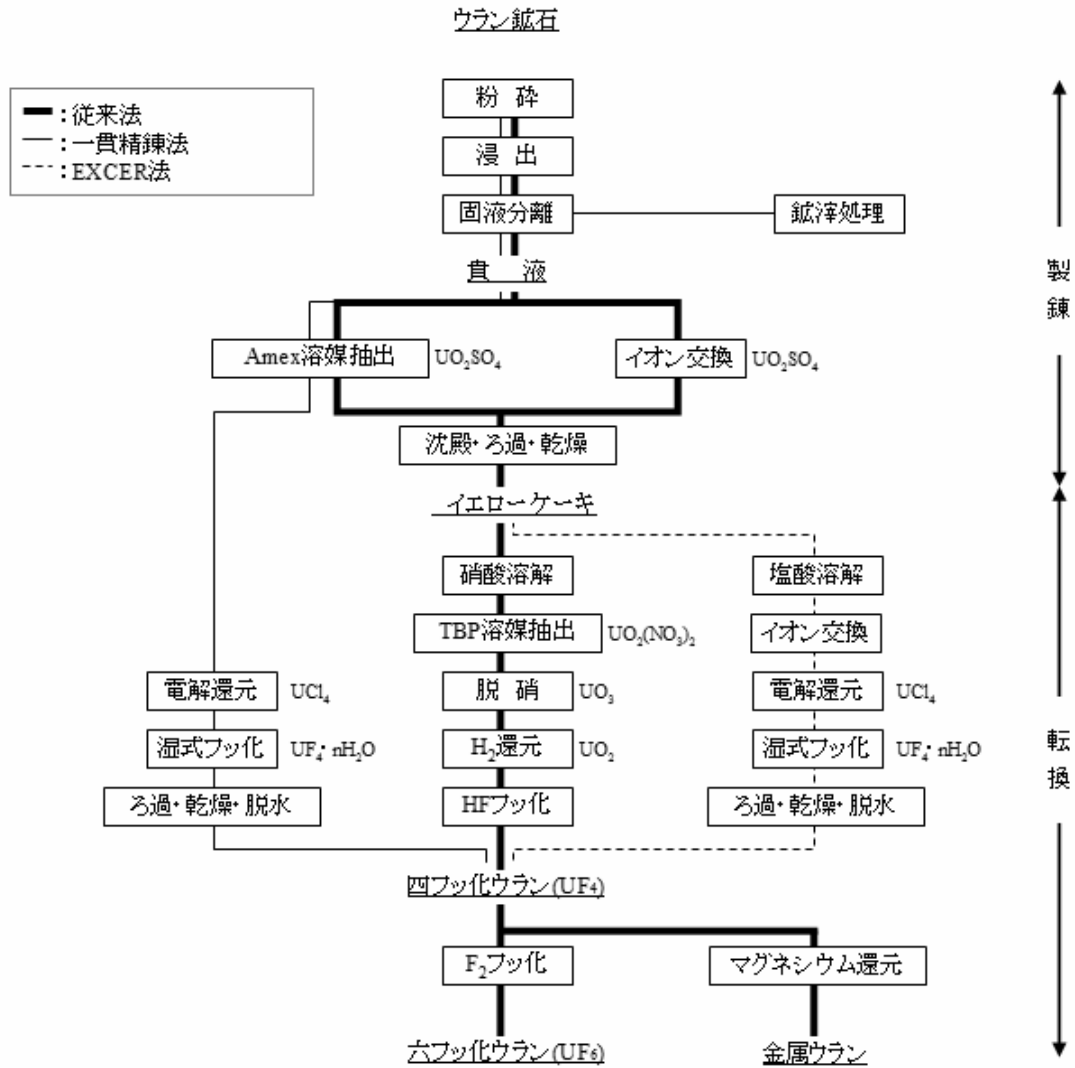 ウラン鉱石
粉 砕
━ : 従来法
─ : 一貫精錬法
---- : EXCER法
浸 出
固液分離
鉱滓処理
貴 液
製錬
Amex溶媒抽出 UO₂SO₄
イオン交換 UO₂SO₄
沈殿・ろ過・乾燥
イエローケーキ
硝酸溶解
塩酸溶解
TBP溶媒抽出 UO₂(NO₃)₂
イオン交換
電解還元 UCl₄
脱 硝 UO₃
電解還元 UCl₄
湿式フッ化 UF₄・nH₂O
H₂還元 UO₂
湿式フッ化 UF₄・nH₂O
転換
ろ過・乾燥・脱水
HFフッ化
ろ過・乾燥・脱水
四フッ化ウラン(UF₄)
F₂フッ化
マグネシウム還元
六フッ化ウラン(UF₆)
金属ウラン